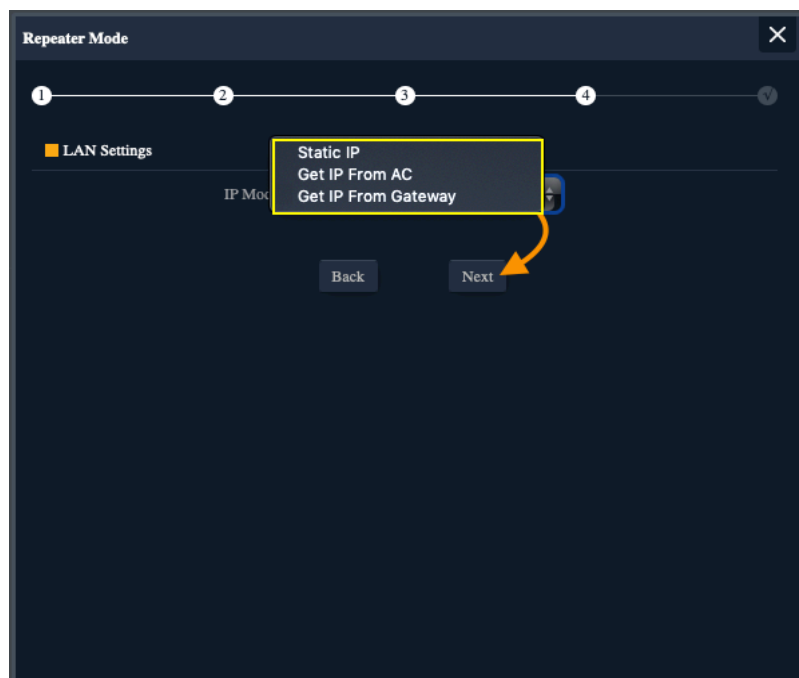 Repeater Mode
1 2 3 4
LAN Settings
Static IP
Get IP From AC
IP Mod Get IP From Gateway
Back Next